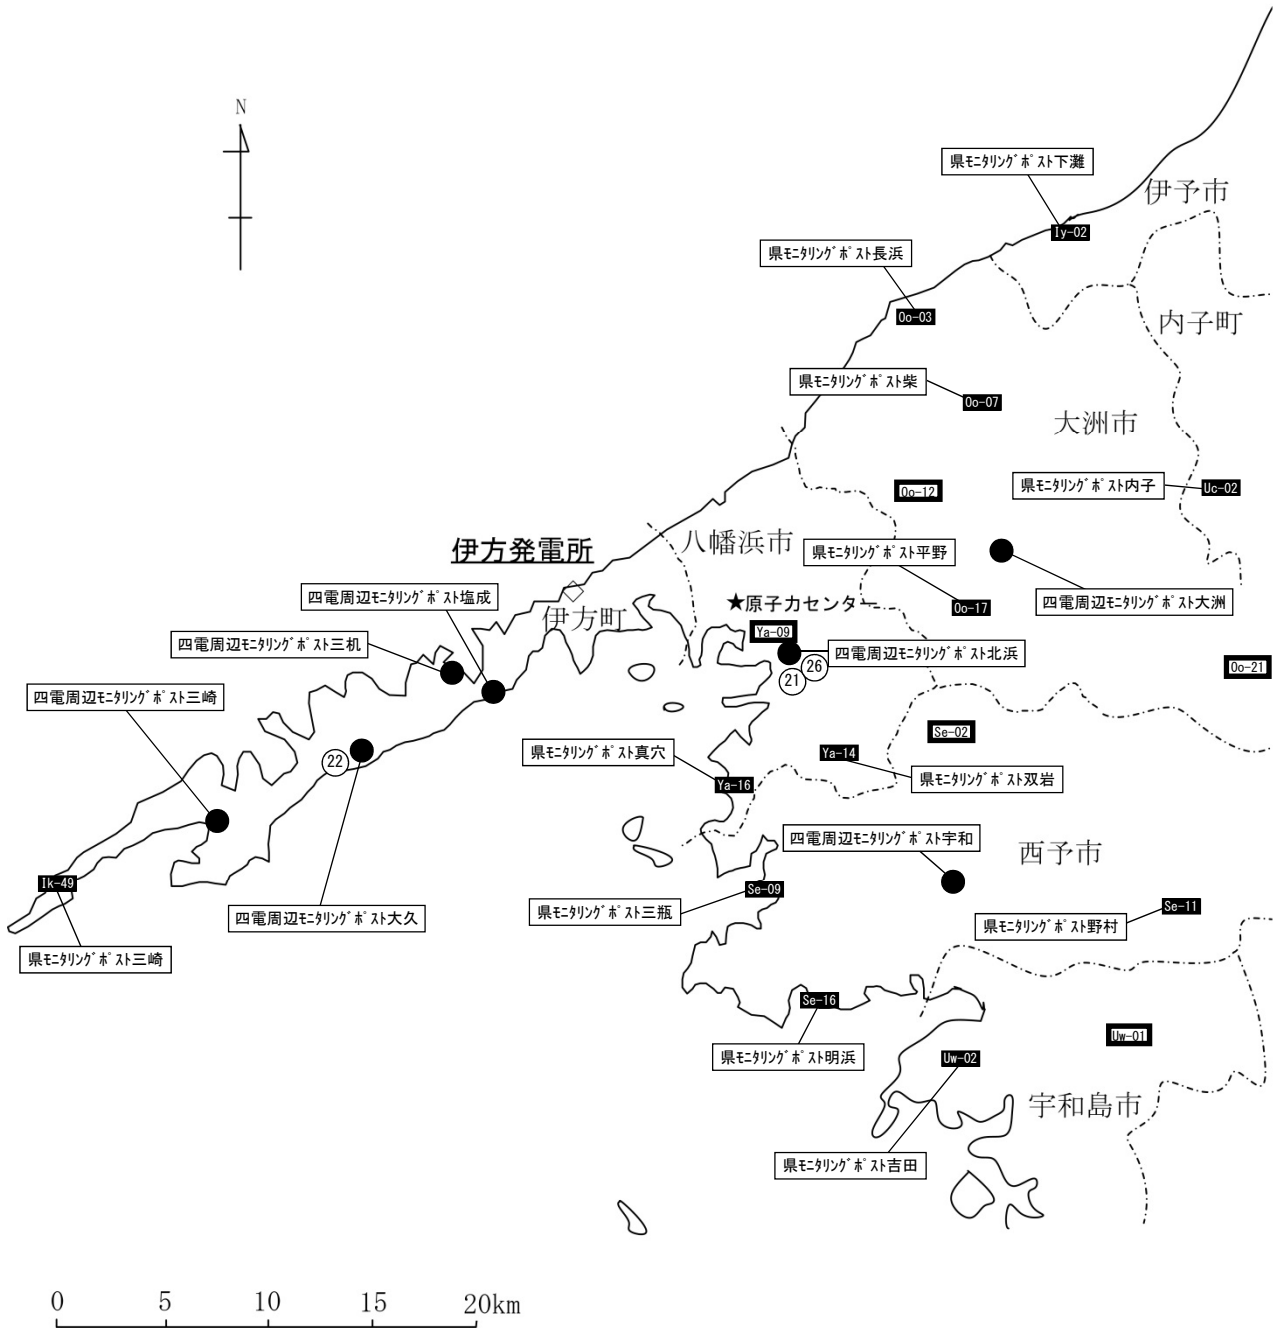 N
県ﾓﾆﾀﾘﾝｸﾞﾎﾟｽﾄ下灘
伊予市
Iy-02
県ﾓﾆﾀﾘﾝｸﾞﾎﾟｽﾄ長浜
Oo-03
内子町
県ﾓﾆﾀﾘﾝｸﾞﾎﾟｽﾄ柴
Oo-07
大洲市
Oo-12
県ﾓﾆﾀﾘﾝｸﾞﾎﾟｽﾄ内子
Uc-02
伊方発電所
八幡浜市
県ﾓﾆﾀﾘﾝｸﾞﾎﾟｽﾄ平野
四電周辺ﾓﾆﾀﾘﾝｸﾞﾎﾟｽﾄ塩成
伊方町
★原子力センター
Oo-17
四電周辺ﾓﾆﾀﾘﾝｸﾞﾎﾟｽﾄ大洲
Ya-09
四電周辺ﾓﾆﾀﾘﾝｸﾞﾎﾟｽﾄ三机
四電周辺ﾓﾆﾀﾘﾝｸﾞﾎﾟｽﾄ北浜
26
21
Oo-21
四電周辺ﾓﾆﾀﾘﾝｸﾞﾎﾟｽﾄ三崎
Se-02
22
県ﾓﾆﾀﾘﾝｸﾞﾎﾟｽﾄ真穴
Ya-14
県ﾓﾆﾀﾘﾝｸﾞﾎﾟｽﾄ双岩
Ya-16
四電周辺ﾓﾆﾀﾘﾝｸﾞﾎﾟｽﾄ宇和
西予市
Ik-49
Se-09
県ﾓﾆﾀﾘﾝｸﾞﾎﾟｽﾄ三瓶
四電周辺ﾓﾆﾀﾘﾝｸﾞﾎﾟｽﾄ大久
Se-11
県ﾓﾆﾀﾘﾝｸﾞﾎﾟｽﾄ野村
県ﾓﾆﾀﾘﾝｸﾞﾎﾟｽﾄ三崎
Se-16
Uw-01
県ﾓﾆﾀﾘﾝｸﾞﾎﾟｽﾄ明浜
Uw-02
宇和島市
県ﾓﾆﾀﾘﾝｸﾞﾎﾟｽﾄ吉田
0 5 10 15 20km